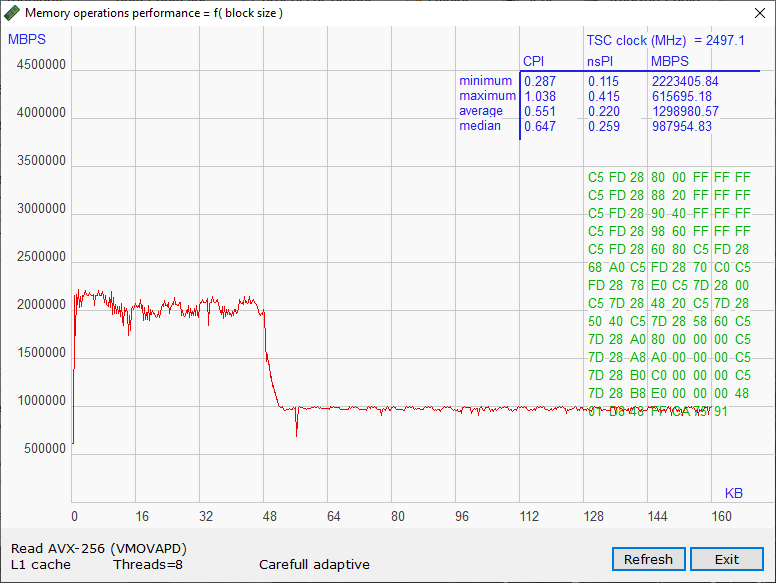 Memory operations performance = f( block size )
MBPS
TSC clock (MHz) = 2497.1
CPI nsPI MBPS
minimum 0.287 0.115 2223405.84
maximum 1.038 0.415 615695.18
average 0.551 0.220 1298980.57
median 0.647 0.259 987954.83
4500000
4000000
3500000
3000000
2500000
2000000
1500000
1000000
500000
C5 FD 28 80 00 FF FF FF
C5 FD 28 88 20 FF FF FF
C5 FD 28 90 40 FF FF FF
C5 FD 28 98 60 FF FF FF
C5 FD 28 60 80 C5 FD 28
68 A0 C5 FD 28 70 C0 C5
FD 28 78 E0 C5 7D 28 00
C5 7D 28 48 20 C5 7D 28
50 40 C5 7D 28 58 60 C5
7D 28 A0 80 00 00 00 C5
7D 28 A8 A0 00 00 00 C5
7D 28 B0 C0 00 00 00 C5
7D 28 B8 E0 00 00 00 48
01 D8 48 FF CA 75 91
KB
0 16 32 48 64 80 96 112 128 144 160
Read AVX-256 (VMOVAPD)
L1 cache Threads=8 Carefull adaptive
Refresh Exit